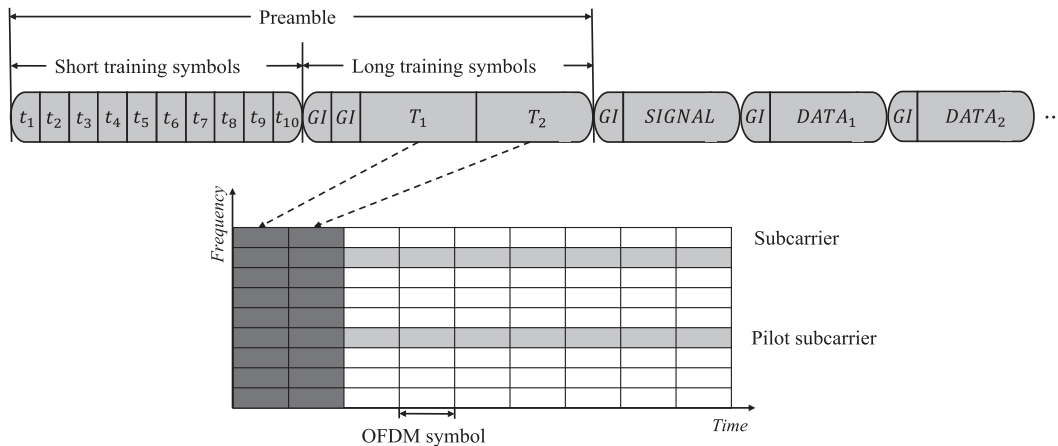 Preamble
Short training symbols
Long training symbols
t₁ t₂ t₃ t₄ t₅ t₆ t₇ t₈ t₉ t₁₀ GI GI T₁ T₂ GI SIGNAL GI DATA₁ GI DATA₂ ..
Frequency
Subcarrier
Pilot subcarrier
Time
OFDM symbol